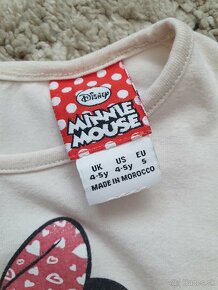 Disney
MINNIE
MOUSE
UK US EU
4-5y 4-5y 5
MADE IN MOROCCO